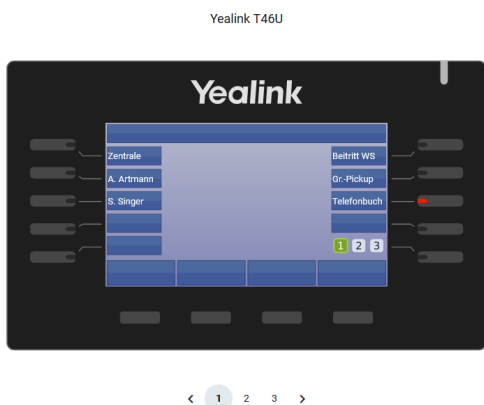 Yealink T46U
Yealink
Zentrale
Beitritt WS
A. Artmann
Gr.-Pickup
S. Singer
Telefonbuch
1 2 3
< 1 2 3 >